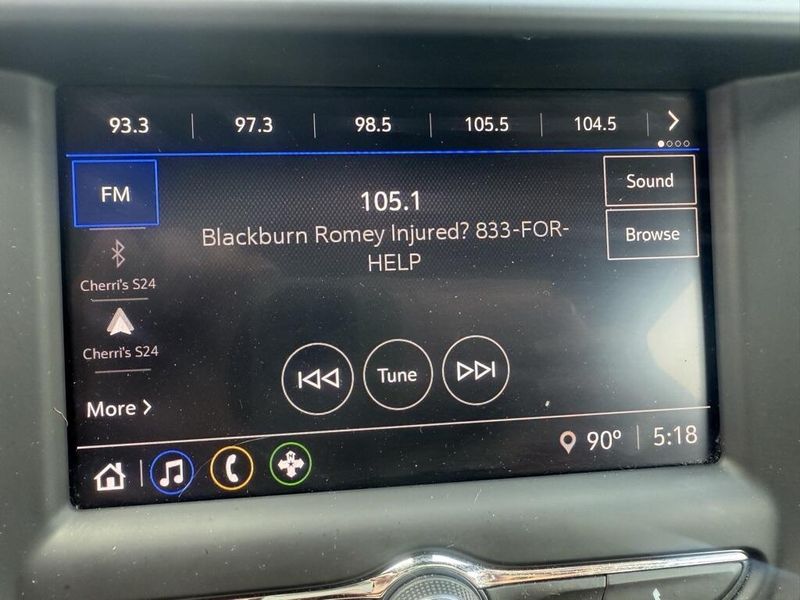 93.3 97.3 98.5 105.5 104.5
FM
105.1
Sound
Blackburn Romey Injured? 833-FOR-
HELP
Browse
Cherri's S24
Cherri's S24
Tune
More
90º 5:18